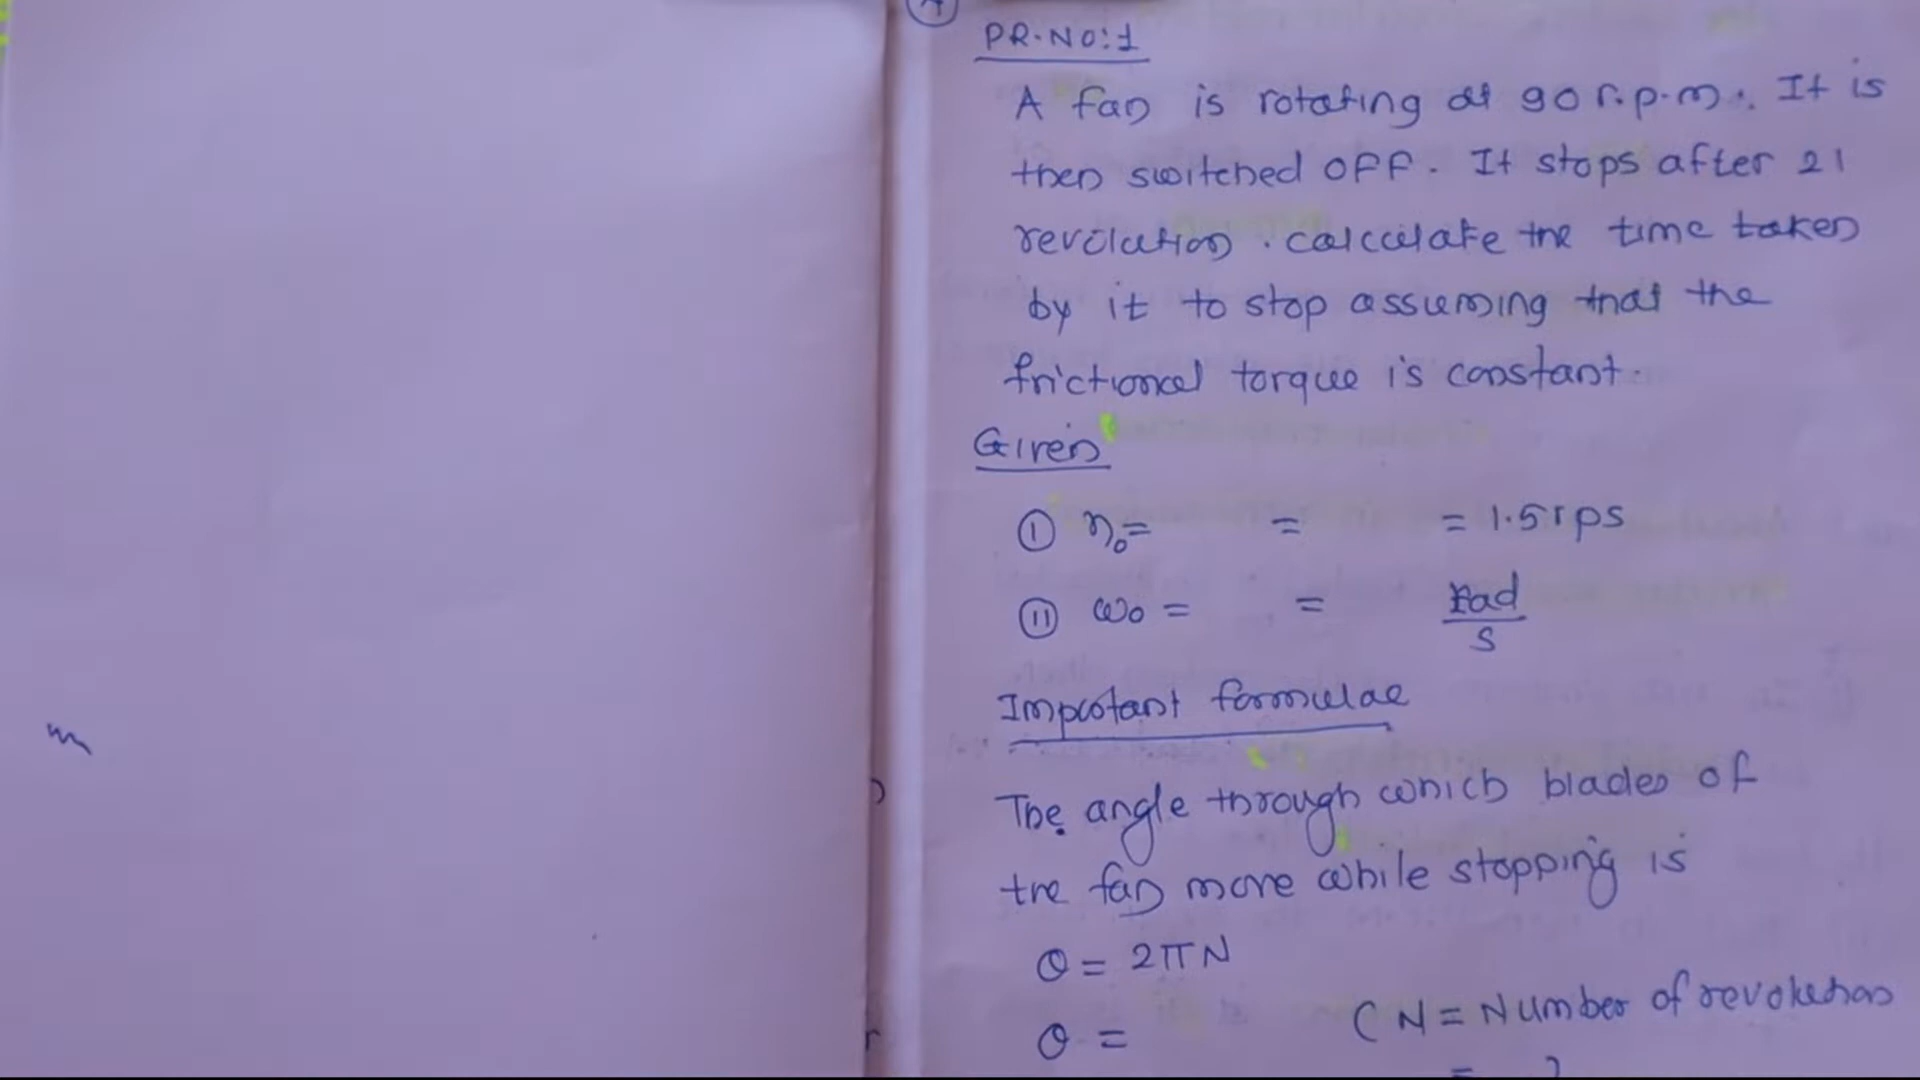 PR.NO:1
A fan is rotating at 90 r.p.m. It is
then switched OFF. It stops after 21
revolution. calculate the time taken
by it to stop assuming that the
frictional torque is constant.
Given
① n₀= = = 1.5rps
② ω₀ = = rad/s
Important formulae
The angle through which blades of
the fan move while stopping is
θ = 2πN
θ = (N = Number of revolutions
= )